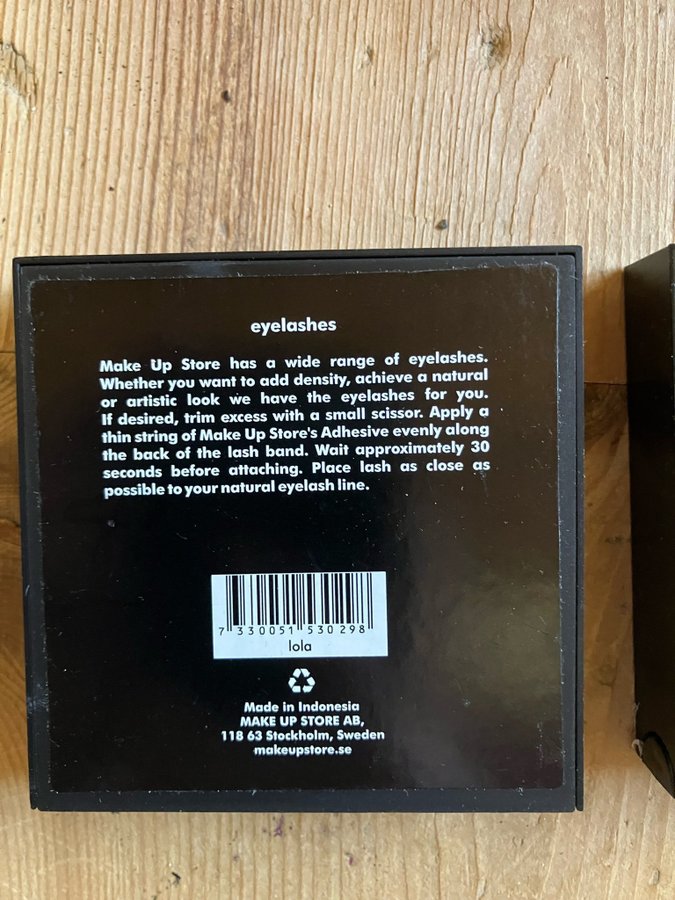 eyelashes
Make Up Store has a wide range of eyelashes.
Whether you want to add density, achieve a natural
or artistic look we have the eyelashes for you.
If desired, trim excess with a small scissor. Apply a
thin string of Make Up Store's Adhesive evenly along
the back of the lash band. Wait approximately 30
seconds before attaching. Place lash as close as
possible to your natural eyelash line.
7 330051 530298
lola
Made in Indonesia
MAKE UP STORE AB,
118 63 Stockholm, Sweden
makeupstore.se